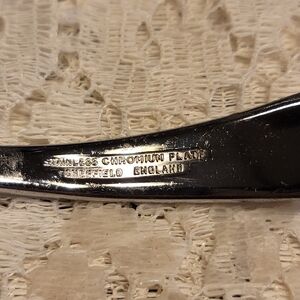 STAINLESS CHROMIUM PLATE
SHEFFIELD ENGLAND